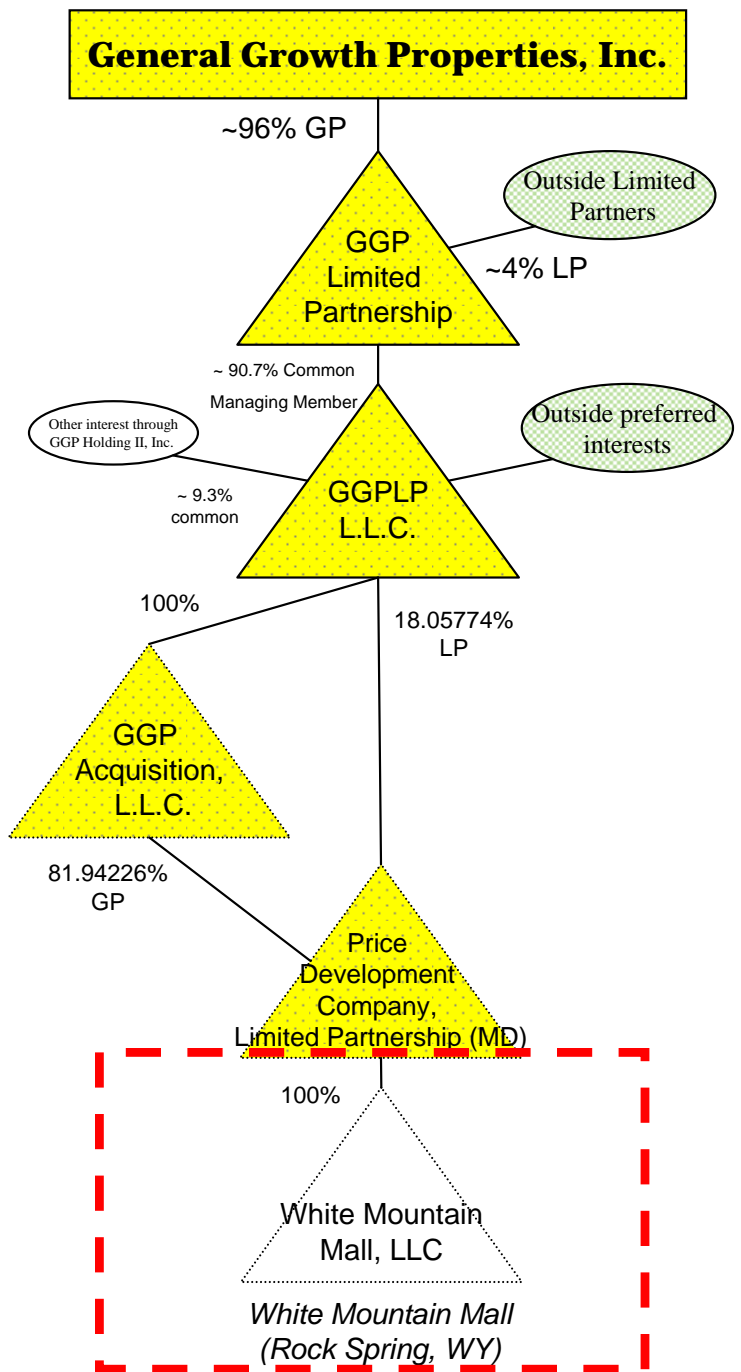 General Growth Properties, Inc.
~96% GP
Outside Limited
Partners
GGP
Limited
Partnership
~4% LP
~ 90.7% Common
Managing Member
Other interest through
GGP Holding II, Inc.
Outside preferred
interests
GGPLP
L.L.C.
~ 9.3%
common
100%
18.05774%
LP
GGP
Acquisition,
L.L.C.
81.94226%
GP
Price
Development
Company,
Limited Partnership (MD)
100%
White Mountain
Mall, LLC
White Mountain Mall
(Rock Spring, WY)